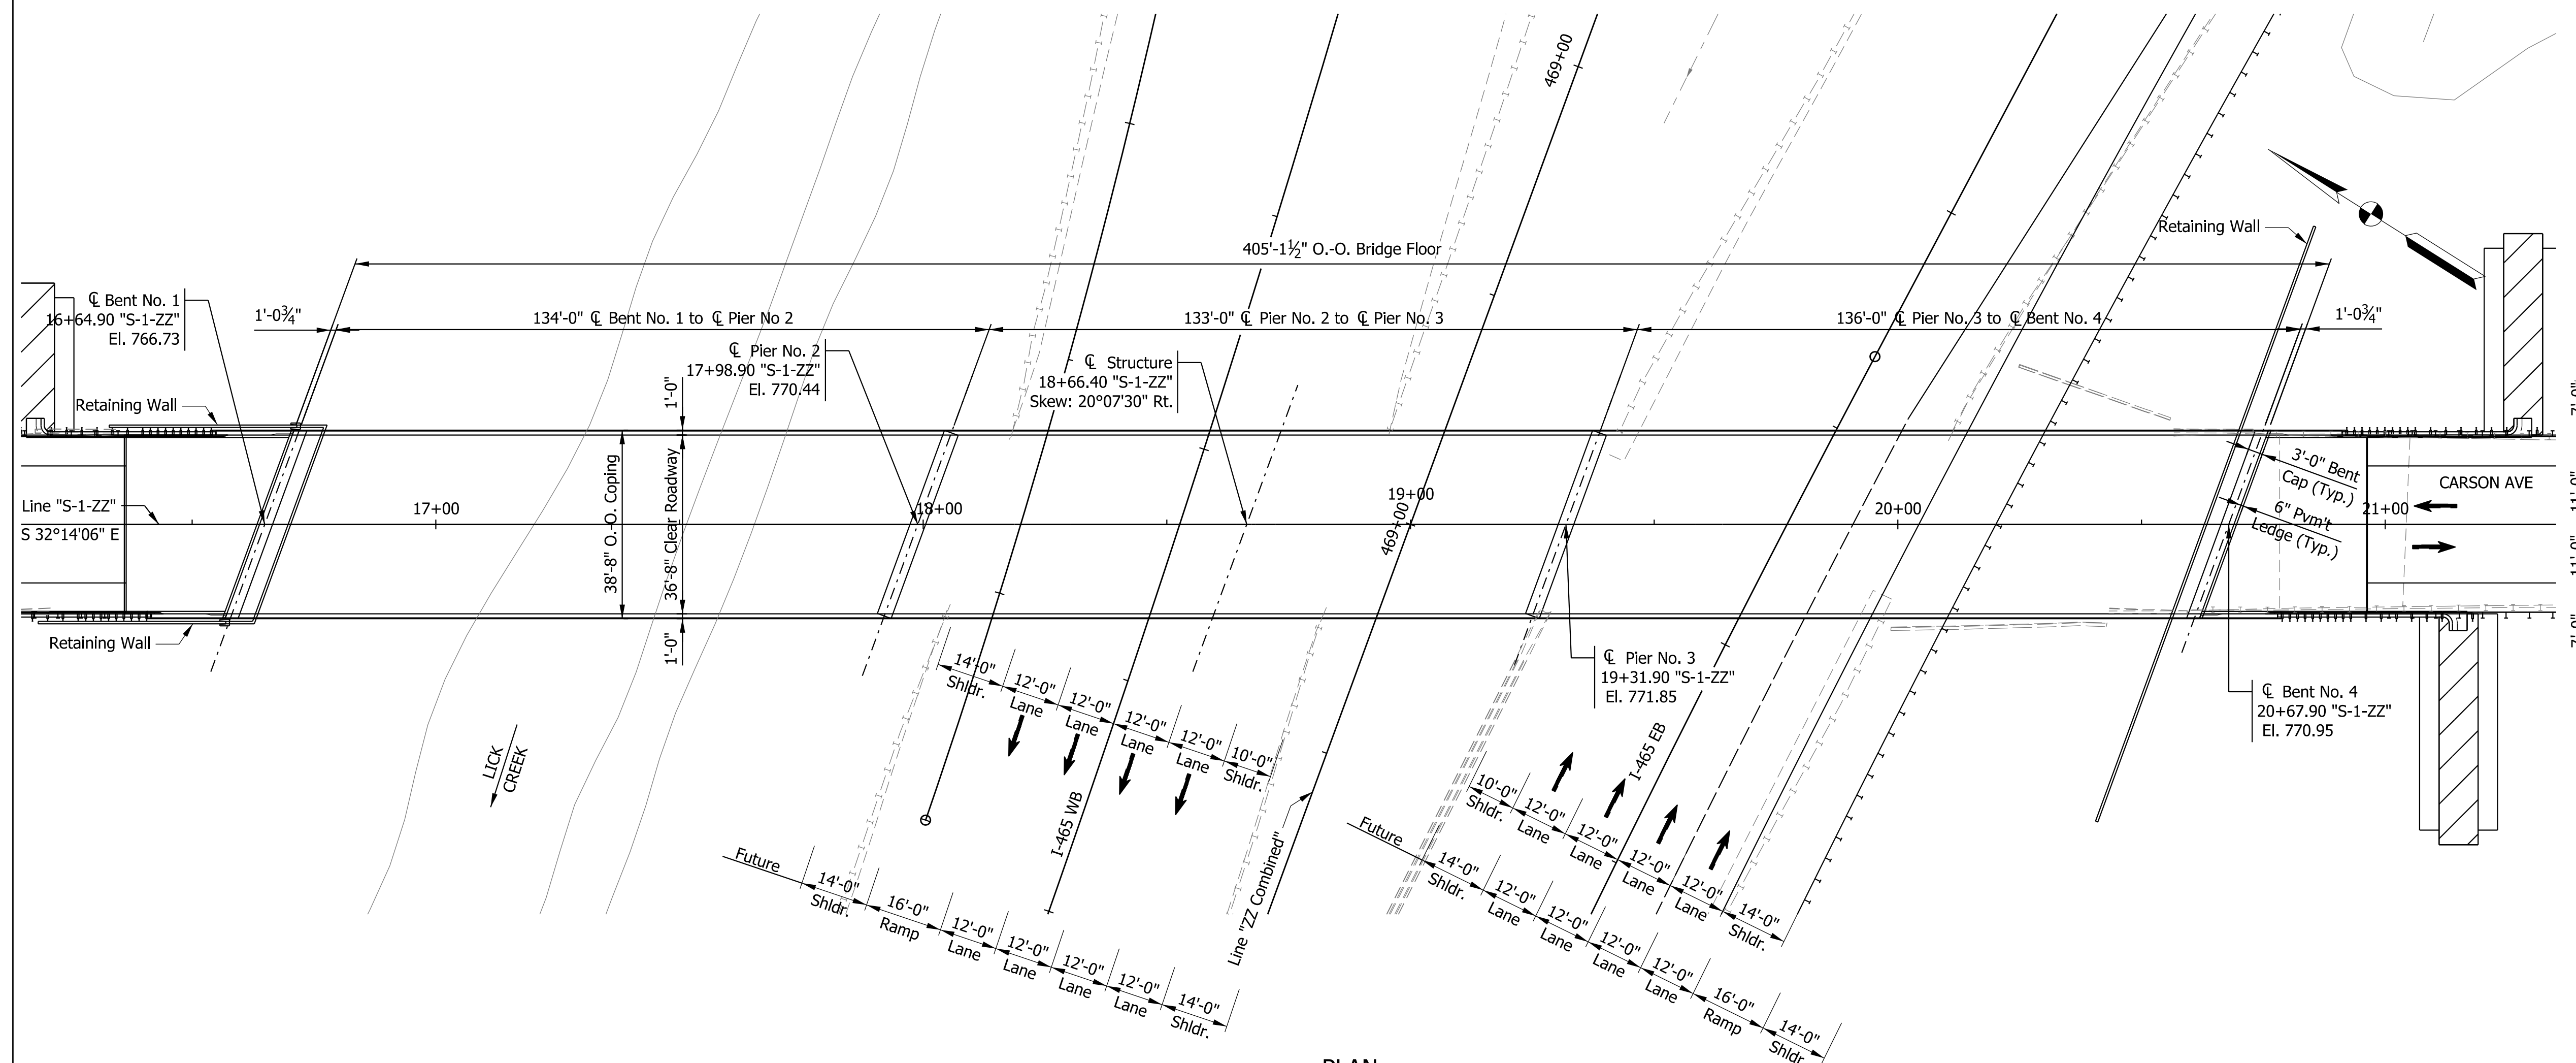 469+00
405'-1½" O.-O. Bridge Floor
Retaining Wall
℄ Bent No. 1
16+64.90 "S-1-ZZ"
El. 766.73
1'-0¾"
134'-0" ℄ Bent No. 1 to ℄ Pier No 2
133'-0" ℄ Pier No. 2 to ℄ Pier No. 3
136'-0" ℄ Pier No. 3 to ℄ Bent No. 4
1'-0¾"
℄ Pier No. 2
17+98.90 "S-1-ZZ"
El. 770.44
℄ Structure
18+66.40 "S-1-ZZ"
Skew: 20°07'30" Rt.
1'-0"
Retaining Wall
7'-0"
38'-8" O.-O. Coping
36'-8" Clear Roadway
3'-0" Bent
Cap (Typ.)
6" Pvm't
Ledge (Typ.)
CARSON AVE
11'-0"
Line "S-1-ZZ"
S 32°14'06" E
17+00
18+00
19+00
469+00
20+00
21+00
11'-0"
Retaining Wall
1'-0"
7'-0"
℄ Pier No. 3
19+31.90 "S-1-ZZ"
El. 771.85
℄ Bent No. 4
20+67.90 "S-1-ZZ"
El. 770.95
LICK
CREEK
14'-0"
Shldr.
12'-0"
Lane
12'-0"
Lane
12'-0"
Lane
12'-0"
Lane
10'-0"
Shldr.
I-465 WB
Line "ZZ Combined"
I-465 EB
10'-0"
Shldr.
12'-0"
Lane
12'-0"
Lane
12'-0"
Lane
12'-0"
Lane
14'-0"
Shldr.
Future
14'-0"
Shldr.
16'-0"
Ramp
12'-0"
Lane
12'-0"
Lane
12'-0"
Lane
12'-0"
Lane
14'-0"
Shldr.
Future
14'-0"
Shldr.
12'-0"
Lane
12'-0"
Lane
12'-0"
Lane
12'-0"
Lane
16'-0"
Ramp
14'-0"
Shldr.
PLAN